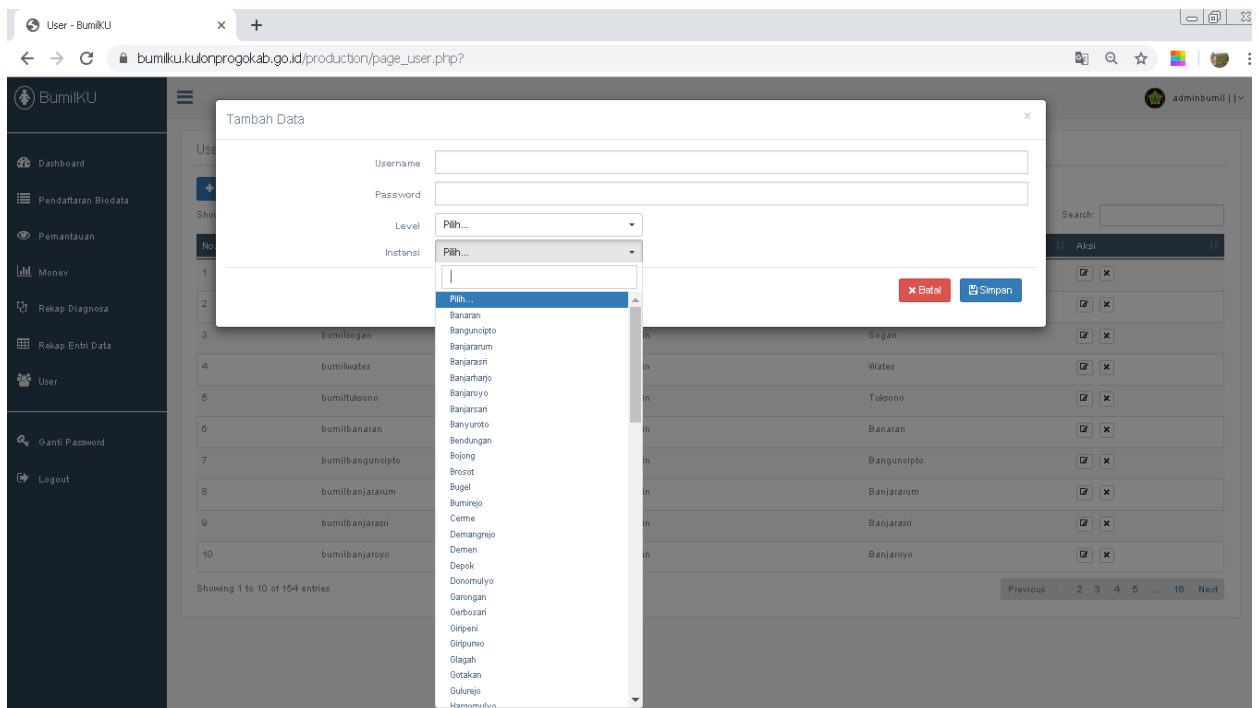 User - BumilKU
bumilku.kulonprogokab.go.id/production/page_user.php?
BumilKU
adminbumil | |
Tambah Data
Username
Password
Level Pilih...
Instansi Pilih...
Batal Simpan
Pilih...
Banaran
Banguncipto
Banjararum
Banjarasri
Banjarharjo
Banjaroyo
Banjarsari
Banyuroto
Bendungan
Bojong
Brosot
Bugel
Bumirejo
Cerme
Demangrejo
Demen
Depok
Donomulyo
Garongan
Gerbosari
Giripeni
Giripurwo
Glagah
Gotakan
Gulurejo
Hargomulyo
Dashboard
Pendaftaran Biodata
Pemantauan
Monev
Rekap Diagnosa
Rekap Entri Data
User
Ganti Password
Logout
Search:
No. Aksi
1
2
3 bumilsogan Sogan
4 bumilwates Wates
5 bumiltuksono Tuksono
6 bumilbanaran Banaran
7 bumilbanguncipto Banguncipto
8 bumilbanjararum Banjararum
9 bumilbanjarasri Banjarasri
10 bumilbanjaroyo Banjaroyo
Showing 1 to 10 of 154 entries
Previous 1 2 3 4 5 ... 16 Next